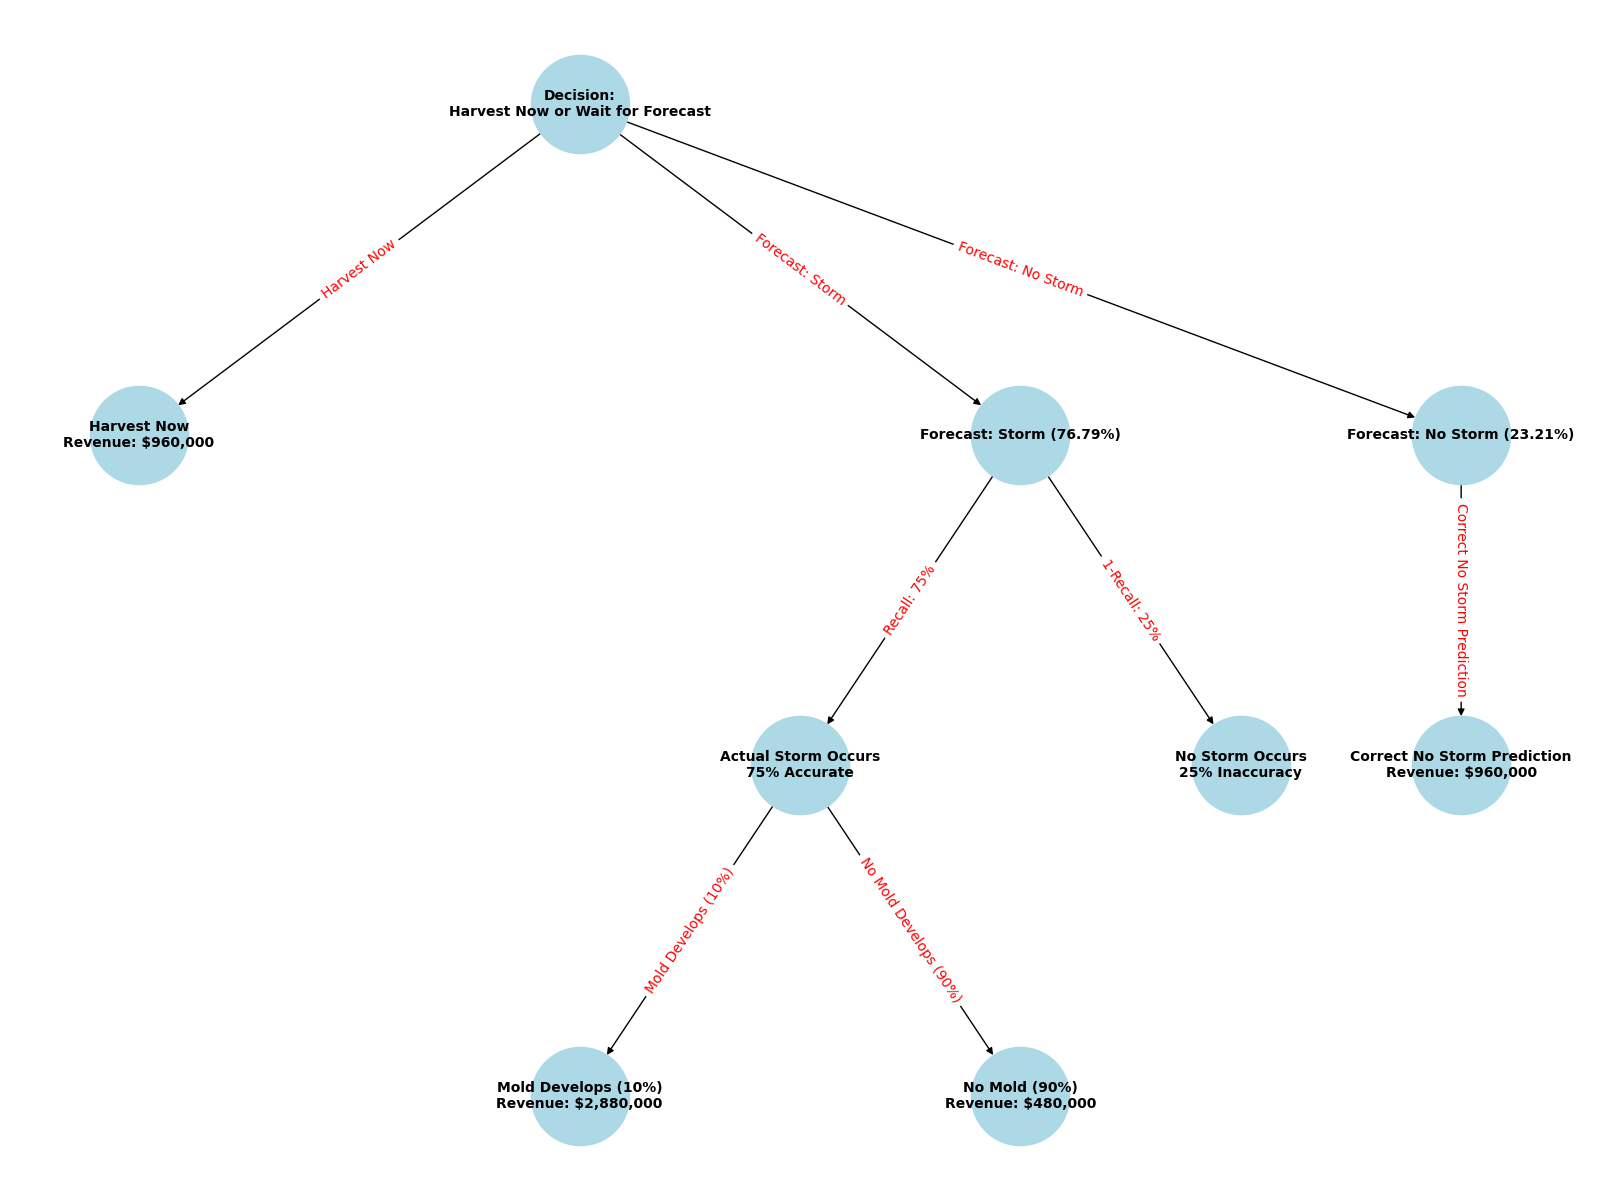 Decision:
Harvest Now or Wait for Forecast
Harvest Now
Forecast: Storm
Forecast: No Storm
Harvest Now
Revenue: $960,000
Forecast: Storm (76.79%)
Forecast: No Storm (23.21%)
Recall: 75%
1-Recall: 25%
Correct No Storm Prediction
Actual Storm Occurs
75% Accurate
No Storm Occurs
25% Inaccuracy
Correct No Storm Prediction
Revenue: $960,000
Mold Develops (10%)
No Mold Develops (90%)
Mold Develops (10%)
Revenue: $2,880,000
No Mold (90%)
Revenue: $480,000